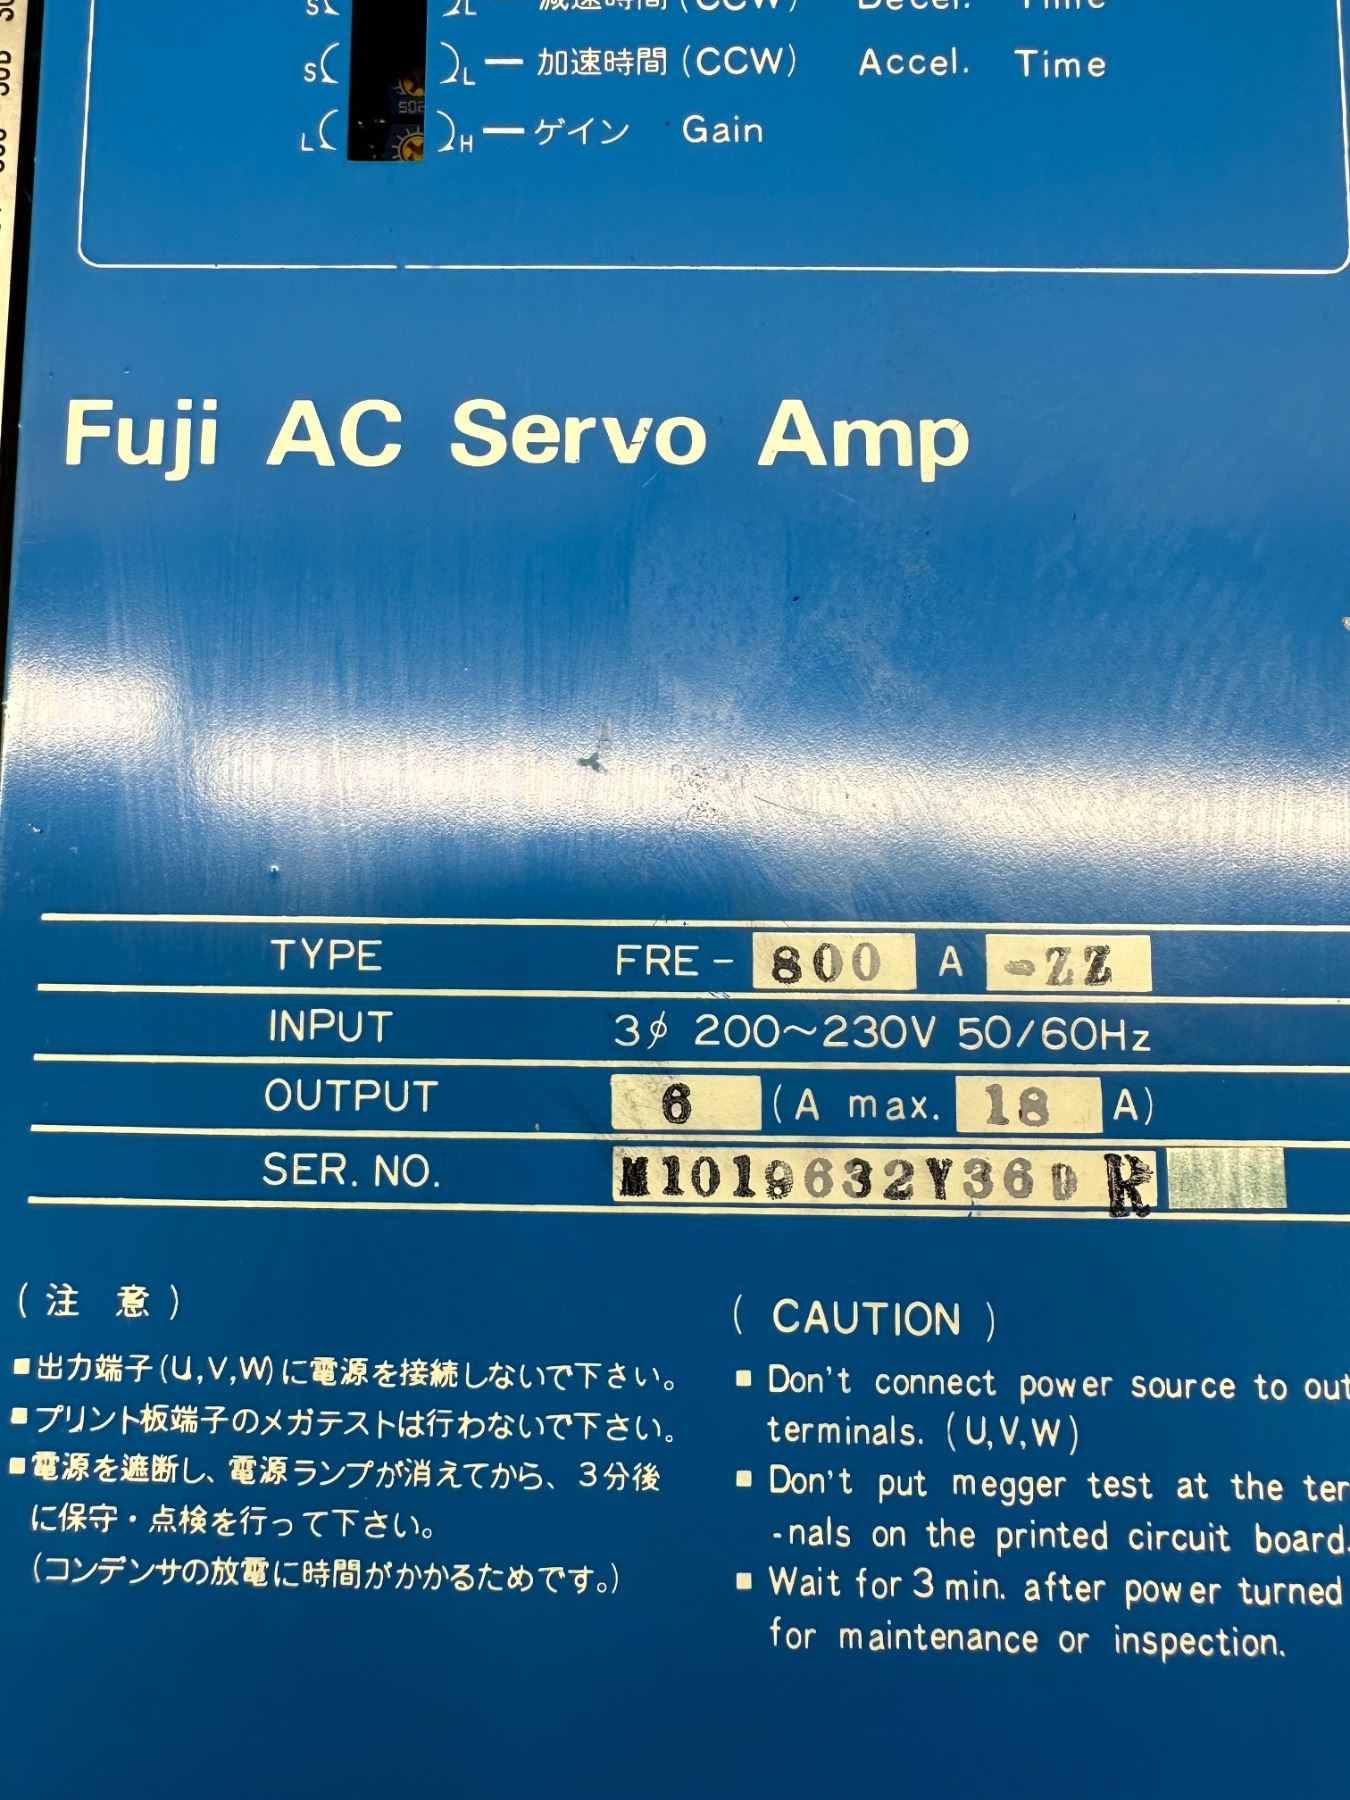 S L 減速時間 (CCW) Decel. Time
S L 加速時間 (CCW) Accel. Time
L H ゲイン Gain
Fuji AC Servo Amp
TYPE FRE-800 A -ZZ
INPUT 3φ 200~230V 50/60Hz
OUTPUT 6 (A max. 18 A)
SER. NO. M1019632Y360 R
(注 意)
■出力端子(U,V,W)に電源を接続しないで下さい。
■プリント板端子のメガテストは行わないで下さい。
■電源を遮断し、電源ランプが消えてから、3分後
に保守・点検を行って下さい。
(コンデンサの放電に時間がかかるためです。)
( CAUTION )
■ Don't connect power source to out
terminals. (U,V,W)
■ Don't put megger test at the ter
-nals on the printed circuit board.
■ Wait for 3 min. after power turned
for maintenance or inspection.